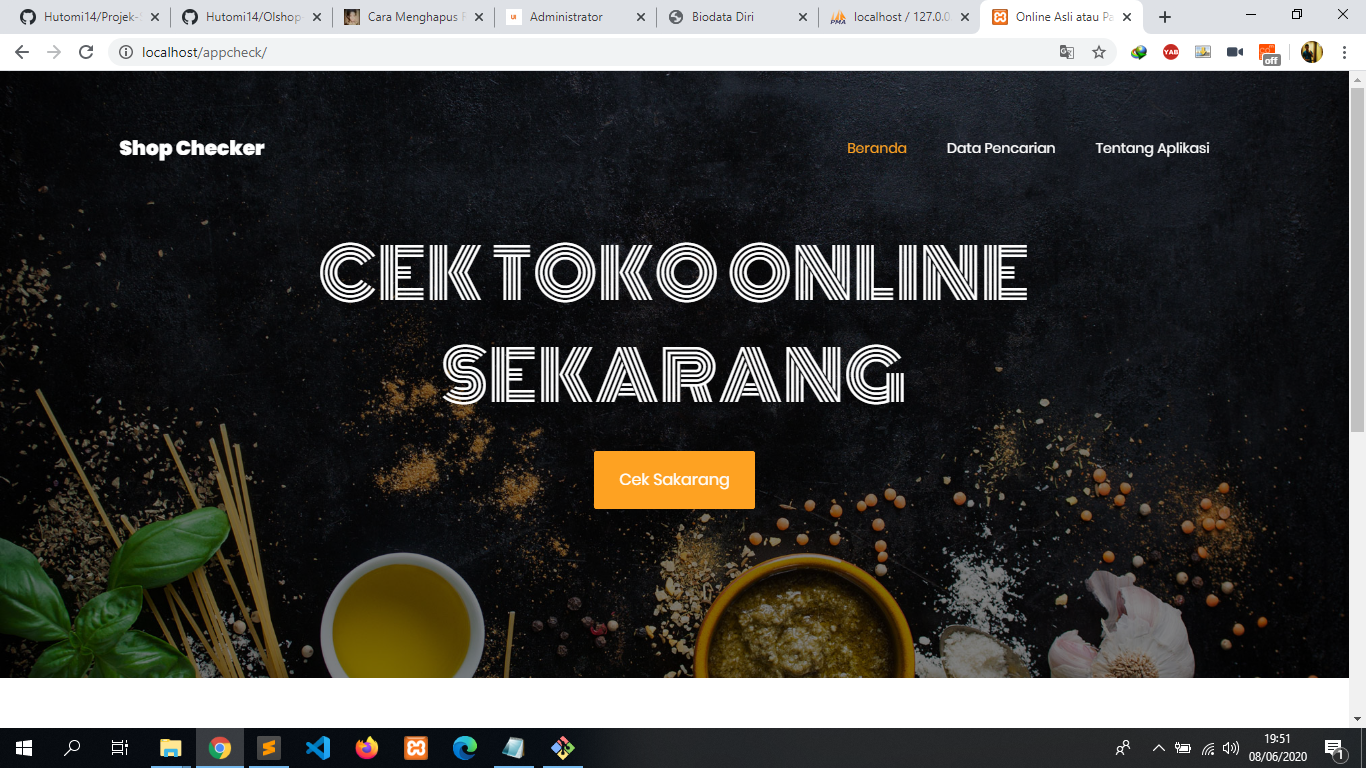 Hutomi14/Projek-S
Hutomi14/Olshop
Cara Menghapus F
UI
Administrator
Biodata Diri
PMA
localhost / 127.0.0
Online Asli atau Pa
localhost/appcheck/
YAB
off
Shop Checker
Beranda
Data Pencarian
Tentang Aplikasi
CEK TOKO ONLINE
SEKARANG
Cek Sakarang
19:51
08/06/2020
1